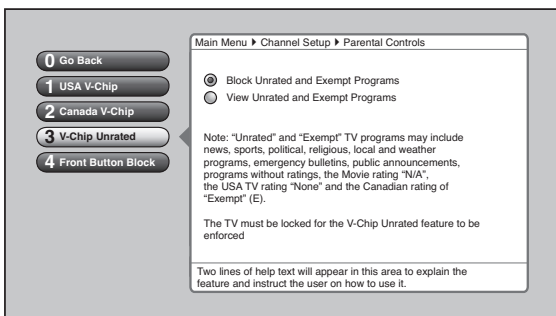 0 Go Back
1 USA V-Chip
2 Canada V-Chip
3 V-Chip Unrated
4 Front Button Block
Main Menu ▶ Channel Setup ▶ Parental Controls
Block Unrated and Exempt Programs
View Unrated and Exempt Programs
Note: “Unrated” and “Exempt” TV programs may include
news, sports, political, religious, local and weather
programs, emergency bulletins, public announcements,
programs without ratings, the Movie rating “N/A”,
the USA TV rating “None” and the Canadian rating of
“Exempt” (E).
The TV must be locked for the V-Chip Unrated feature to be
enforced
Two lines of help text will appear in this area to explain the
feature and instruct the user on how to use it.